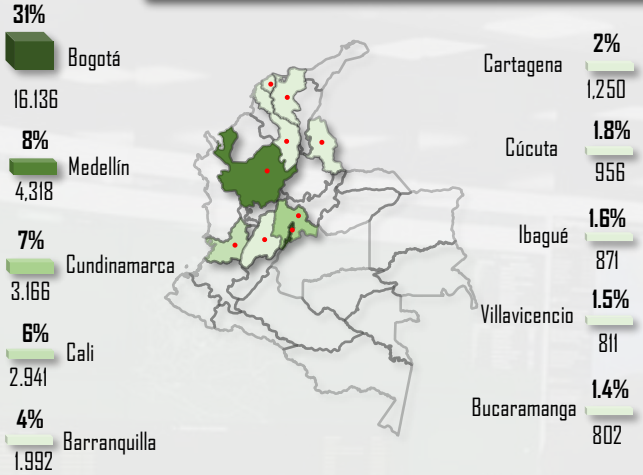 31%
Bogotá
16.136
8%
Medellín
4,318
7%
Cundinamarca
3.166
6%
Cali
2.941
4%
Barranquilla
1.992
2%
Cartagena
1,250
1.8%
Cúcuta
956
1.6%
Ibagué
871
1.5%
Villavicencio
811
1.4%
Bucaramanga
802